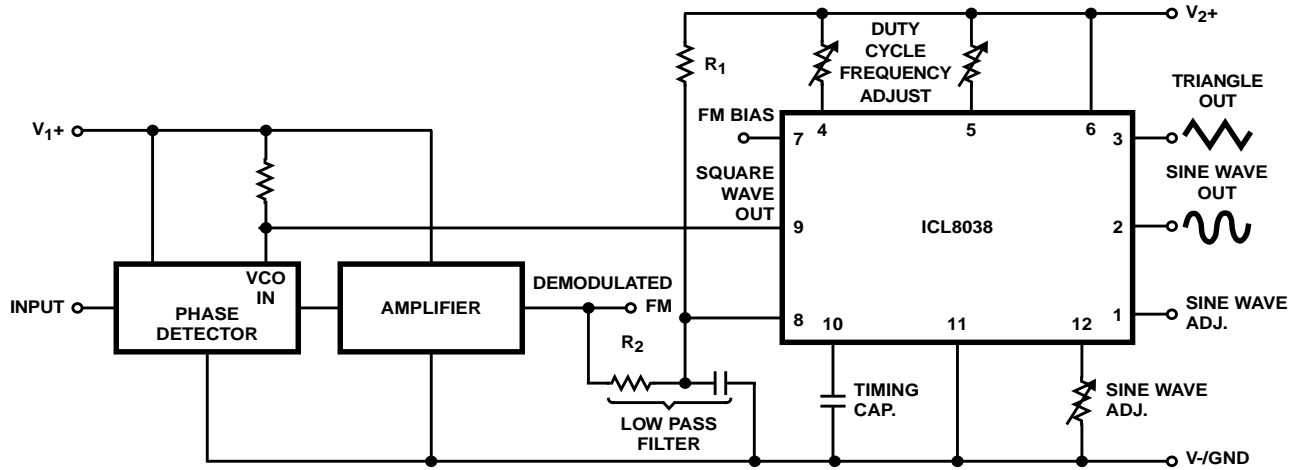 V2+
DUTY
CYCLE
FREQUENCY
ADJUST
R1
V1+
FM BIAS
7
4
5
6
3
TRIANGLE
OUT
SQUARE
WAVE
OUT
9
ICL8038
2
SINE WAVE
OUT
INPUT
PHASE
DETECTOR
VCO
IN
AMPLIFIER
DEMODULATED
FM
8
10
11
12
1
SINE WAVE
ADJ.
R2
LOW PASS
FILTER
TIMING
CAP.
SINE WAVE
ADJ.
V-/GND